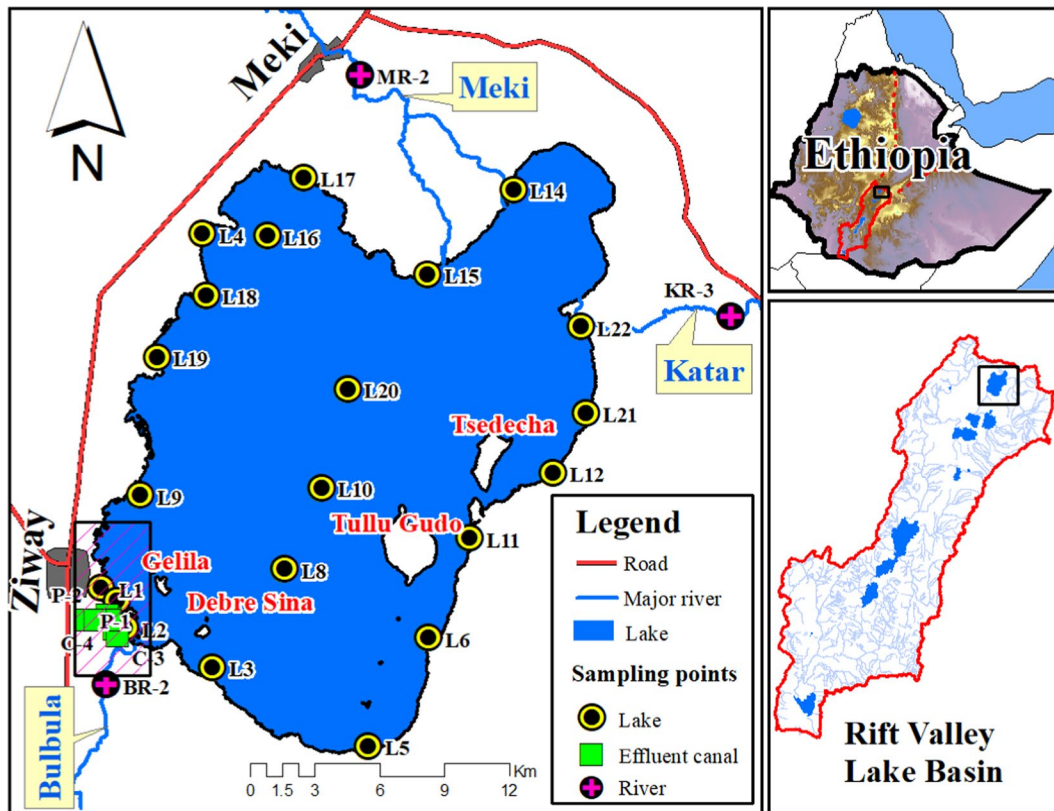 Meki
MR-2
Meki
N
L17
L14
L4
L16
L15
L18
KR-3
L22
Katar
L19
L20
L21
Tsedecha
L12
L9
L10
Tullu Gudo
L11
Ziway
Gelila
L8
P-2
L1
Debre Sina
P-1
L2
C-4
C-3
L6
L3
BR-2
Bulbula
L5
Km
0 1.5 3 6 9 12
Legend
Road
Major river
Lake
Sampling points
Lake
Effluent canal
River
Ethiopia
Rift Valley
Lake Basin